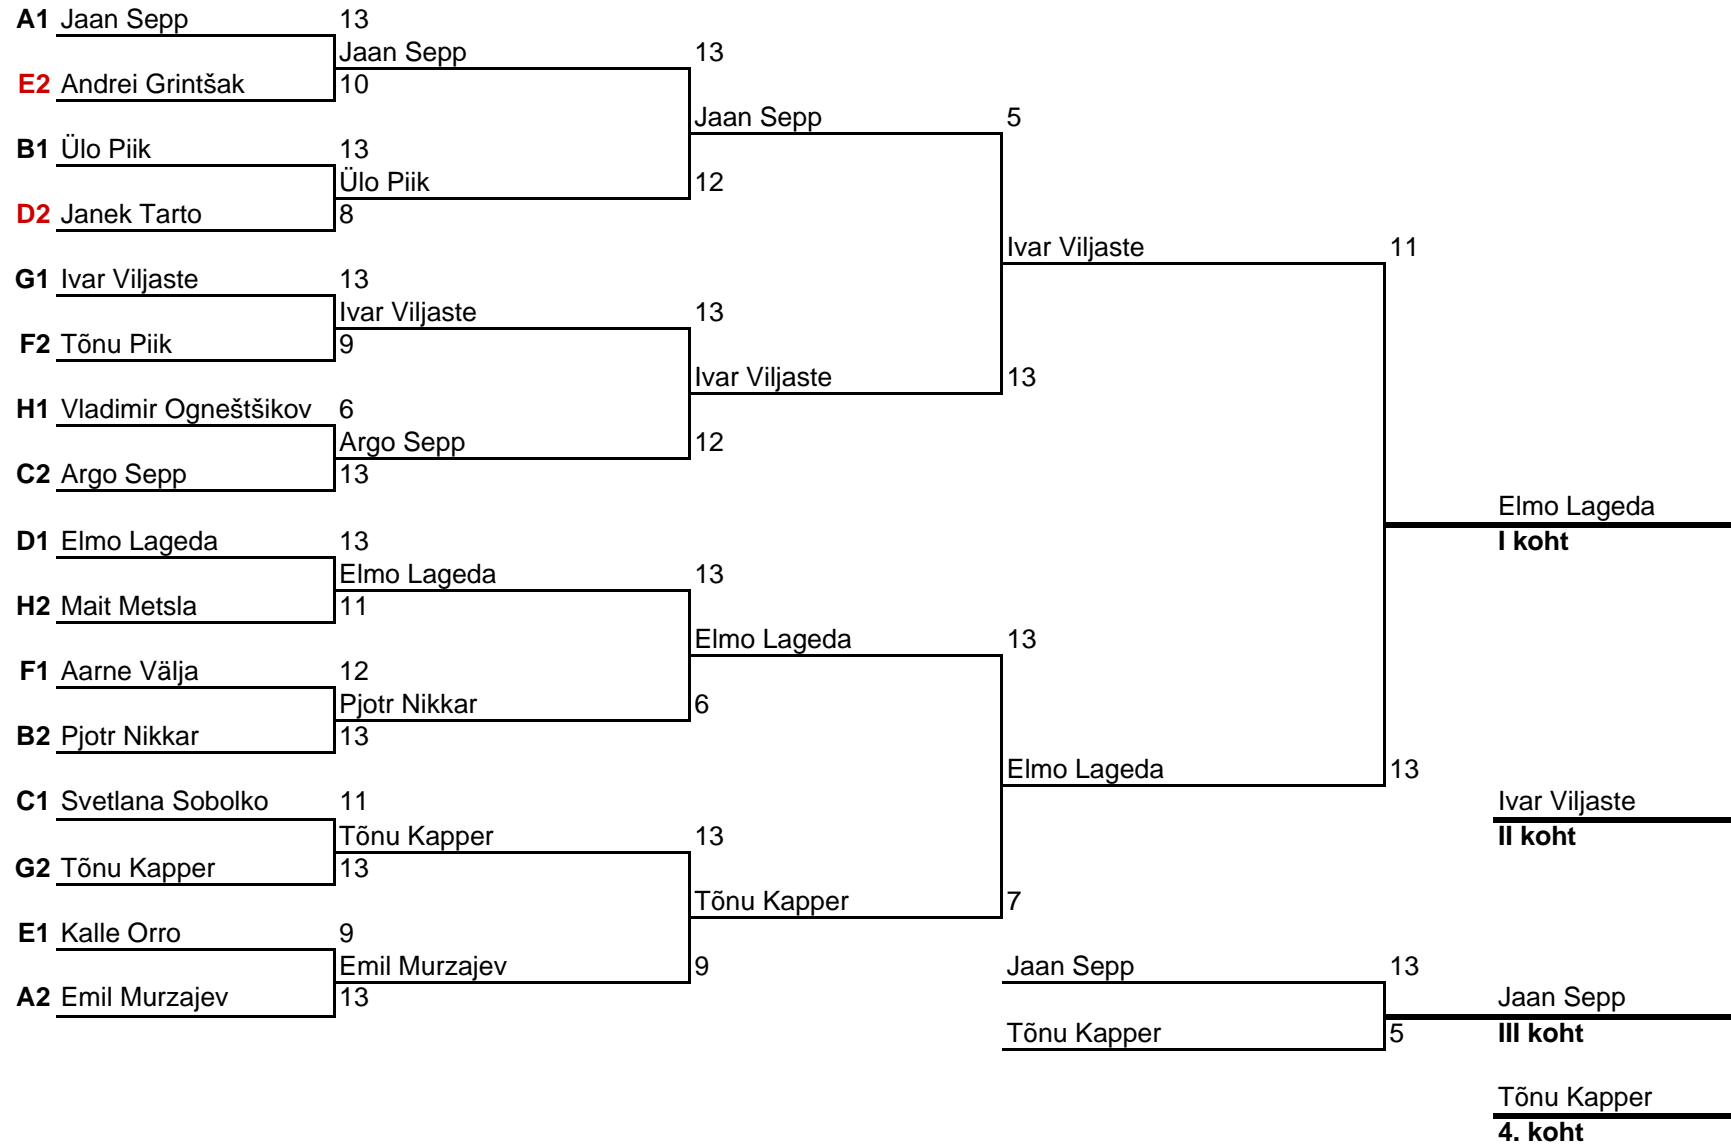 A1 Jaan Sepp 13
Jaan Sepp 13
E2 Andrei Grintšak 10
Jaan Sepp 5
B1 Ülo Piik 13
Ülo Piik 12
D2 Janek Tarto 8
Ivar Viljaste 11
G1 Ivar Viljaste 13
Ivar Viljaste 13
F2 Tõnu Piik 9
Ivar Viljaste 13
H1 Vladimir Ogneštšikov 6
Argo Sepp 12
C2 Argo Sepp 13
Elmo Lageda
I koht
D1 Elmo Lageda 13
Elmo Lageda 13
H2 Mait Metsla 11
Elmo Lageda 13
F1 Aarne Välja 12
Pjotr Nikkar 6
B2 Pjotr Nikkar 13
Elmo Lageda 13
C1 Svetlana Sobolko 11
Ivar Viljaste
II koht
Tõnu Kapper 13
G2 Tõnu Kapper 13
Tõnu Kapper 7
E1 Kalle Orro 9
Emil Murzajev 9
Jaan Sepp 13
A2 Emil Murzajev 13
Jaan Sepp
Tõnu Kapper 5
III koht
Tõnu Kapper
4. koht